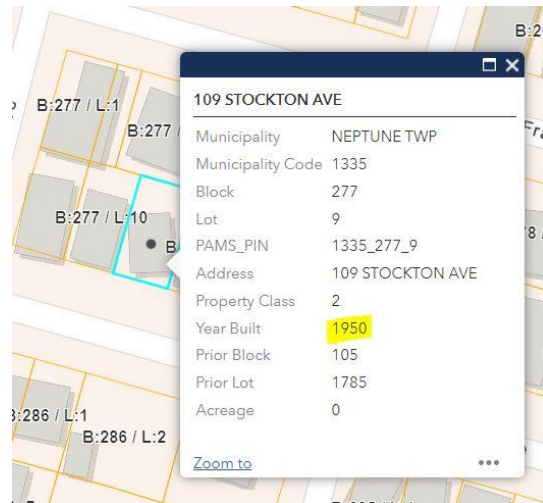 B:277 / L:1
B:277
B:277 / L:10
B:286 / L:1
B:286 / L:2
109 STOCKTON AVE
Municipality NEPTUNE TWP
Municipality Code 1335
Block 277
Lot 9
PAMS_PIN 1335_277_9
Address 109 STOCKTON AVE
Property Class 2
Year Built 1950
Prior Block 105
Prior Lot 1785
Acreage 0
Zoom to